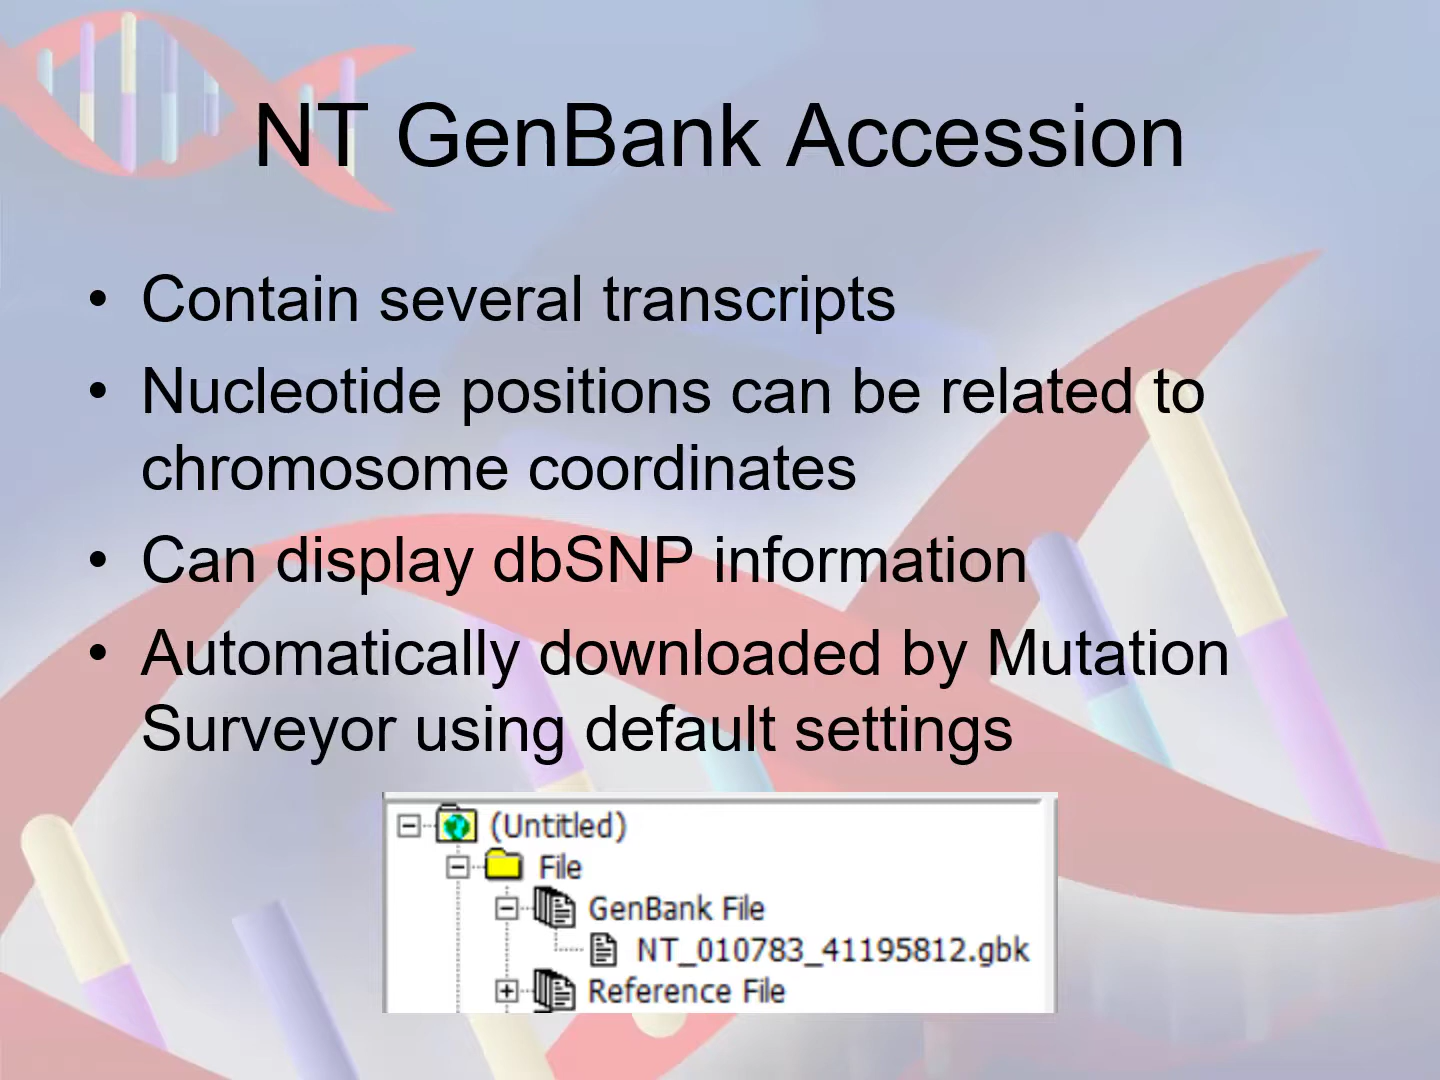 NT GenBank Accession
• Contain several transcripts
• Nucleotide positions can be related to
chromosome coordinates
• Can display dbSNP information
• Automatically downloaded by Mutation
Surveyor using default settings
(Untitled)
File
GenBank File
NT_010783_41195812.gbk
Reference File